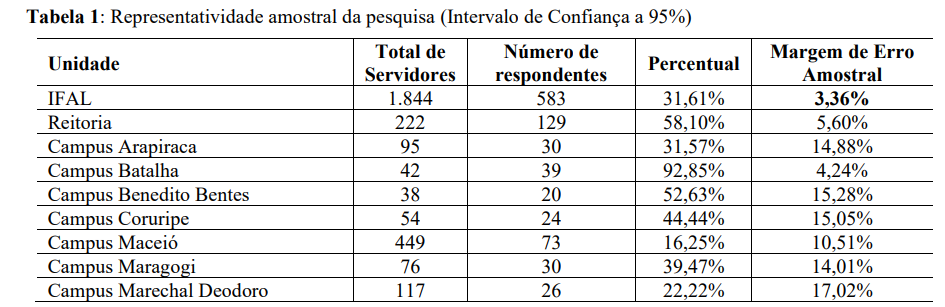 Tabela 1: Representatividade amostral da pesquisa (Intervalo de Confiança a 95%)
Unidade Total de Servidores Número de respondentes Percentual Margem de Erro Amostral
IFAL 1.844 583 31,61% 3,36%
Reitoria 222 129 58,10% 5,60%
Campus Arapiraca 95 30 31,57% 14,88%
Campus Batalha 42 39 92,85% 4,24%
Campus Benedito Bentes 38 20 52,63% 15,28%
Campus Coruripe 54 24 44,44% 15,05%
Campus Maceió 449 73 16,25% 10,51%
Campus Maragogi 76 30 39,47% 14,01%
Campus Marechal Deodoro 117 26 22,22% 17,02%